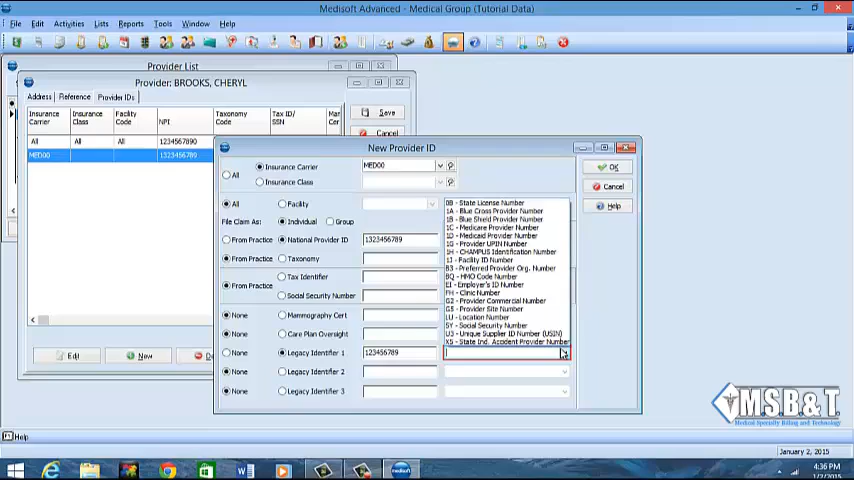 Medisoft Advanced - Medical Group (Tutorial Data)
File Edit Activities Lists Reports Tools Window Help
Provider List
Provider: BROOKS, CHERYL
Address Reference Provider IDs
Insurance Carrier Insurance Class Facility Code NPI Taxonomy Code Tax ID/ SSN Mam Cert
All All All 1234567890
MED00 1323456789
Save
Cancel
Edit New
New Provider ID
All Insurance Carrier MED00
Insurance Class
All Facility
File Claim As: Individual Group
From Practice National Provider ID 1323456789
From Practice Taxonomy
From Practice Tax Identifier
Social Security Number
None Mammography Cert
None Care Plan Oversight
None Legacy Identifier 1 123456789
None Legacy Identifier 2
None Legacy Identifier 3
0B - State License Number
1A - Blue Cross Provider Number
1B - Blue Shield Provider Number
1C - Medicare Provider Number
1D - Medicaid Provider Number
1G - Provider UPIN Number
1H - CHAMPUS Identification Number
1J - Facility ID Number
B3 - Preferred Provider Org. Number
BQ - HMO Code Number
EI - Employer's ID Number
FH - Clinic Number
G2 - Provider Commercial Number
G5 - Provider Site Number
LU - Location Number
SY - Social Security Number
U3 - Unique Supplier ID Number (USIN)
X5 - State Ind. Accident Provider Number
OK
Cancel
Help
MSB&T
Medical Specialty Billing and Technology
Help
January 2, 2015
4:36 PM
1/2/2015